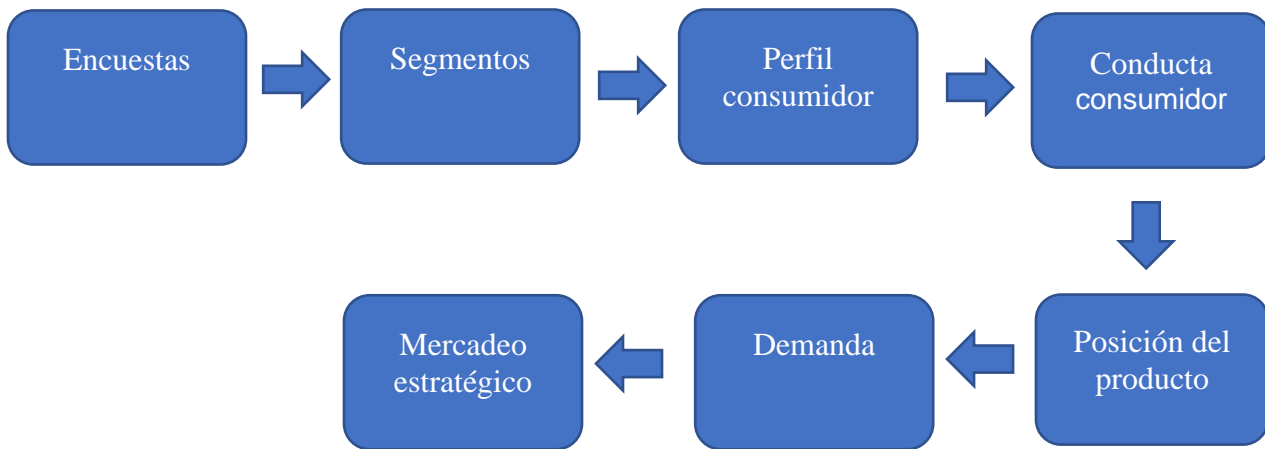 Encuestas
Segmentos
Perfil
consumidor
Conducta
consumidor
Posición del
producto
Demanda
Mercadeo
estratégico